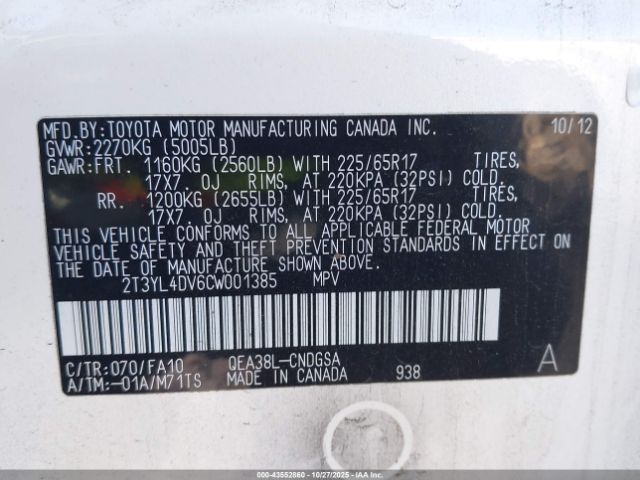 MFD.BY:TOYOTA MOTOR MANUFACTURING CANADA INC. 10/12
GVWR:2270KG (5005LB)
GAWR:FRT. 1160KG (2560LB) WITH 225/65R17 TIRES,
17X7. 0J RIMS, AT 220KPA (32PSI) COLD.
RR. 1200KG (2655LB) WITH 225/65R17 TIRES,
17X7. 0J RIMS, AT 220KPA (32PSI) COLD.
THIS VEHICLE CONFORMS TO ALL APPLICABLE FEDERAL MOTOR
VEHICLE SAFETY AND THEFT PREVENTION STANDARDS IN EFFECT ON
THE DATE OF MANUFACTURE SHOWN ABOVE.
2T3YL4DV6CW001385 MPV
C/TR:070/FA10 QEA38L-CNDGSA
A/TM:-01A/M71TS MADE IN CANADA 938 A
000-43552860 • 10/27/2025 • IAAI.COM